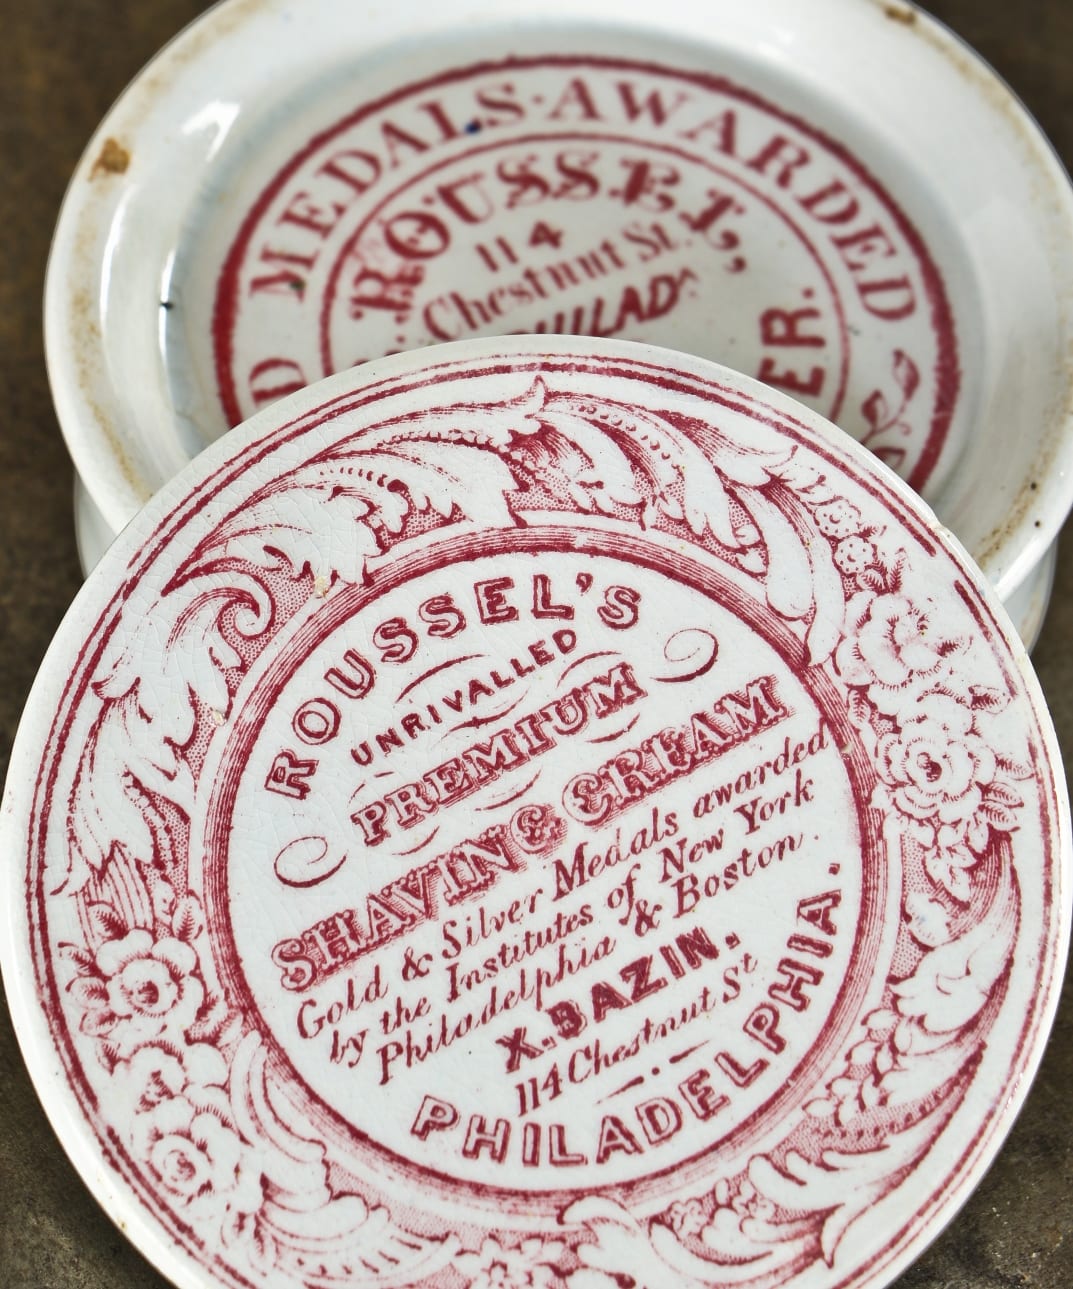 MEDALS·AWARDED
ROUSSEL,
114
Chestnut St.
PHILADA
ROUSSEL'S
UNRIVALLED
PREMIUM
SHAVING CREAM
Gold & Silver Medals awarded
by the Institutes of New York
Philadelphia & Boston.
X. BAZIN.
114 Chestnut St
PHILADELPHIA.